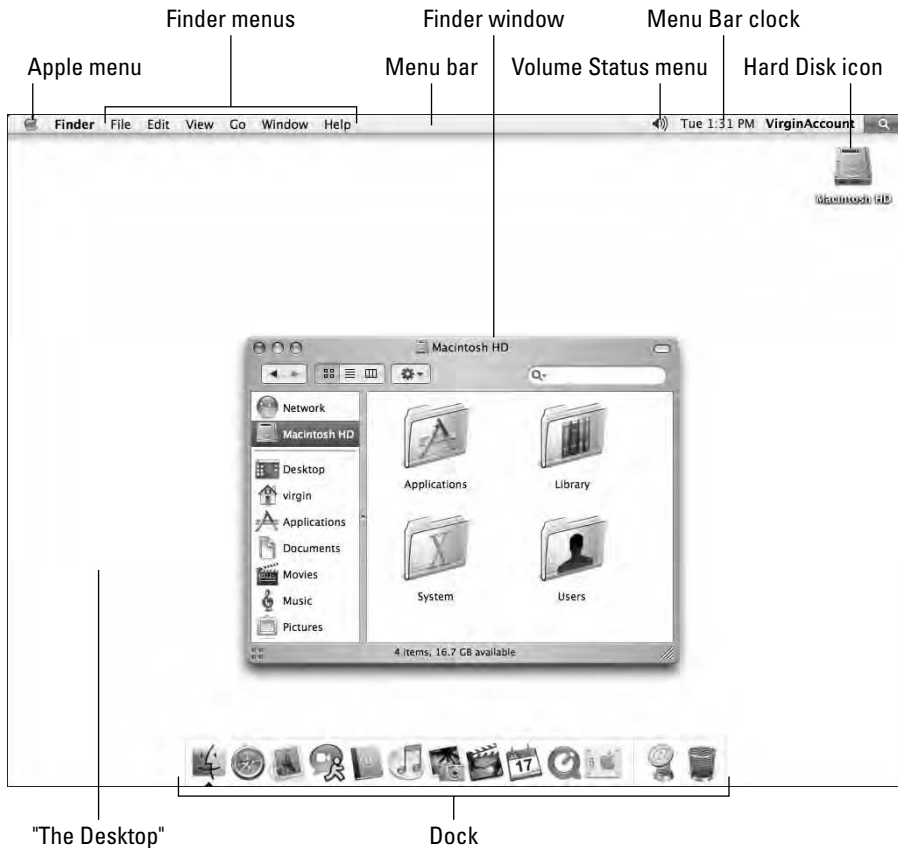 Finder menus Finder window Menu Bar clock
Apple menu Menu bar Volume Status menu Hard Disk icon
Finder File Edit View Go Window Help Tue 1:31 PM VirginAccount
Macintosh HD
Macintosh HD
Network
Macintosh HD
Desktop
virgin
Applications
Documents
Movies
Music
Pictures
Applications Library
System Users
4 items, 16.7 GB available
17
"The Desktop" Dock